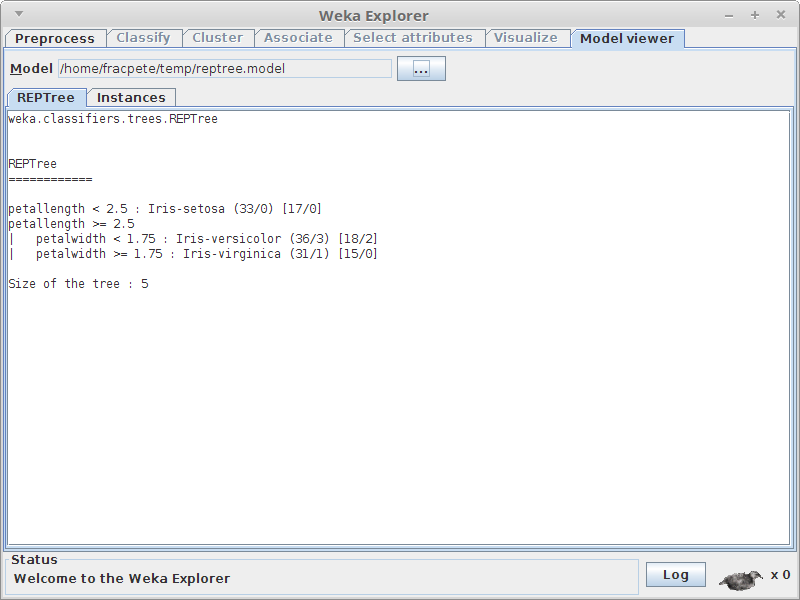 Weka Explorer
Preprocess Classify Cluster Associate Select attributes Visualize Model viewer
Model /home/fracpete/temp/reptree.model ...
REPTree Instances
weka.classifiers.trees.REPTree
REPTree
============
petallength < 2.5 : Iris-setosa (33/0) [17/0]
petallength >= 2.5
|   petalwidth < 1.75 : Iris-versicolor (36/3) [18/2]
|   petalwidth >= 1.75 : Iris-virginica (31/1) [15/0]
Size of the tree : 5
Status
Welcome to the Weka Explorer
Log x 0